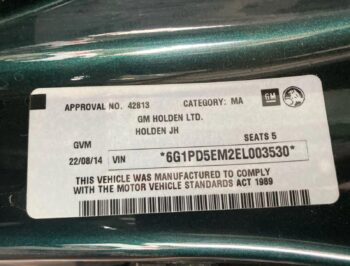 APPROVAL NO. 42813 CATEGORY: MA GM
GM HOLDEN LTD.
HOLDEN JH
GVM SEATS 5
22/08/14 VIN *6G1PD5EM2EL003530*
THIS VEHICLE WAS MANUFACTURED TO COMPLY
WITH THE MOTOR VEHICLE STANDARDS ACT 1989